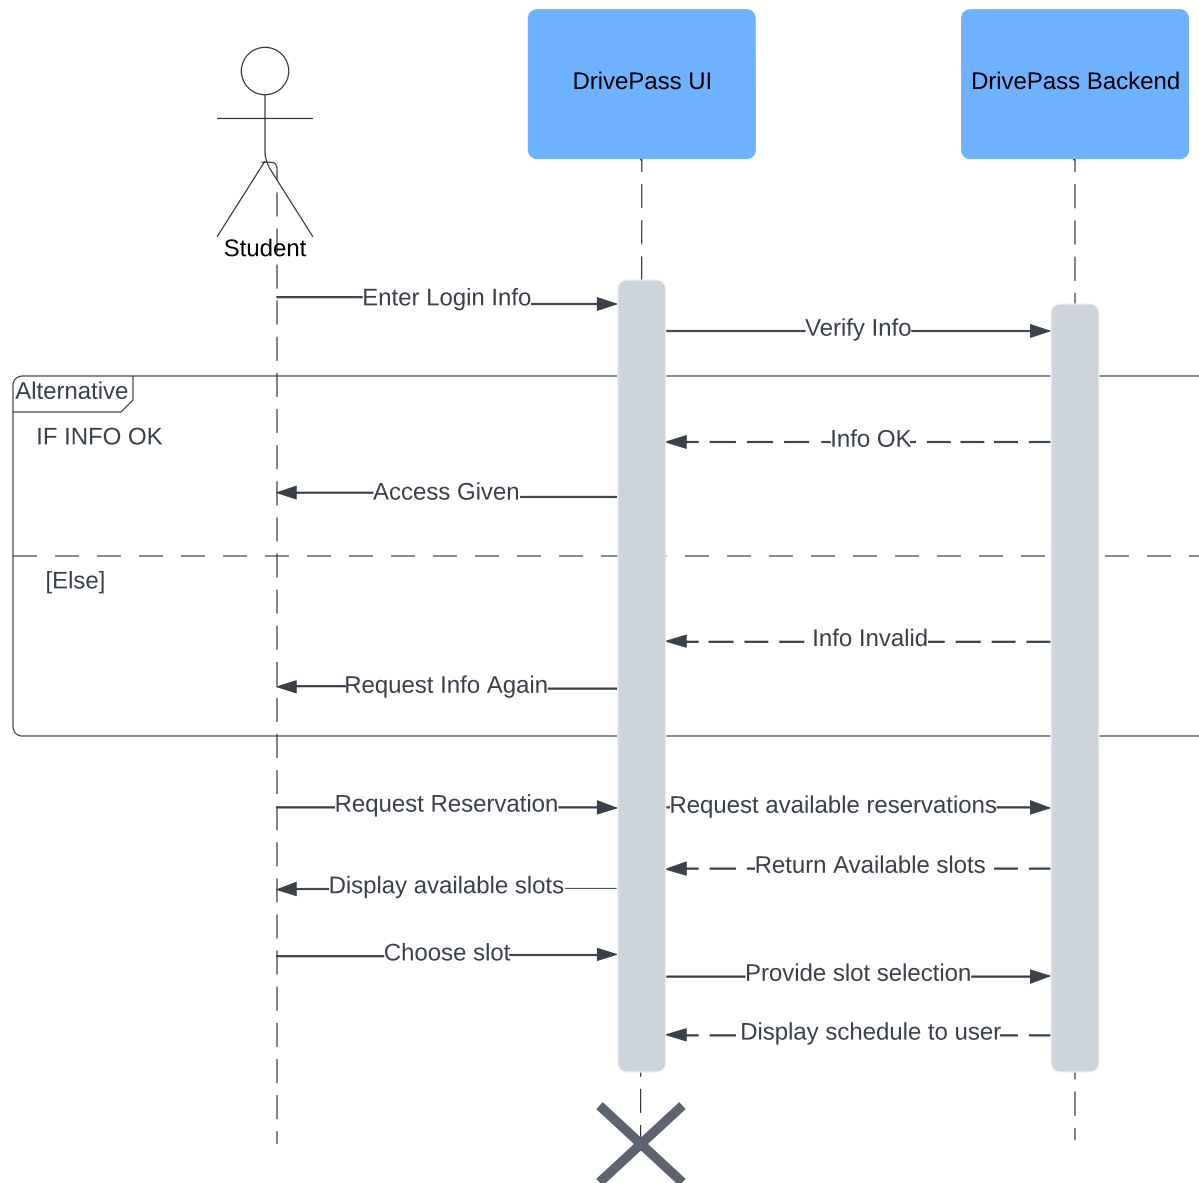 DrivePass UI
DrivePass Backend
Student
Enter Login Info
Verify Info
Alternative
IF INFO OK
Info OK
Access Given
[Else]
Info Invalid
Request Info Again
Request Reservation
Request available reservations
Return Available slots
Display available slots
Choose slot
Provide slot selection
Display schedule to user